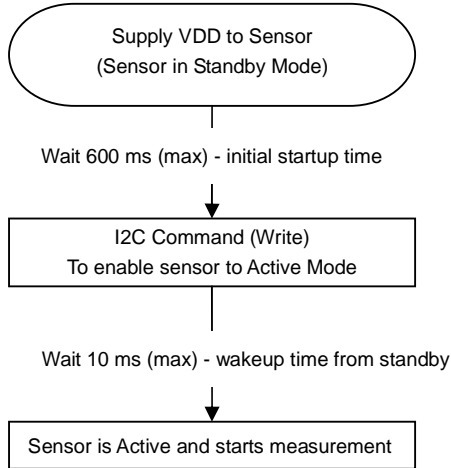 Supply VDD to Sensor
(Sensor in Standby Mode)
Wait 600 ms (max) - initial startup time
I2C Command (Write)
To enable sensor to Active Mode
Wait 10 ms (max) - wakeup time from standby
Sensor is Active and starts measurement